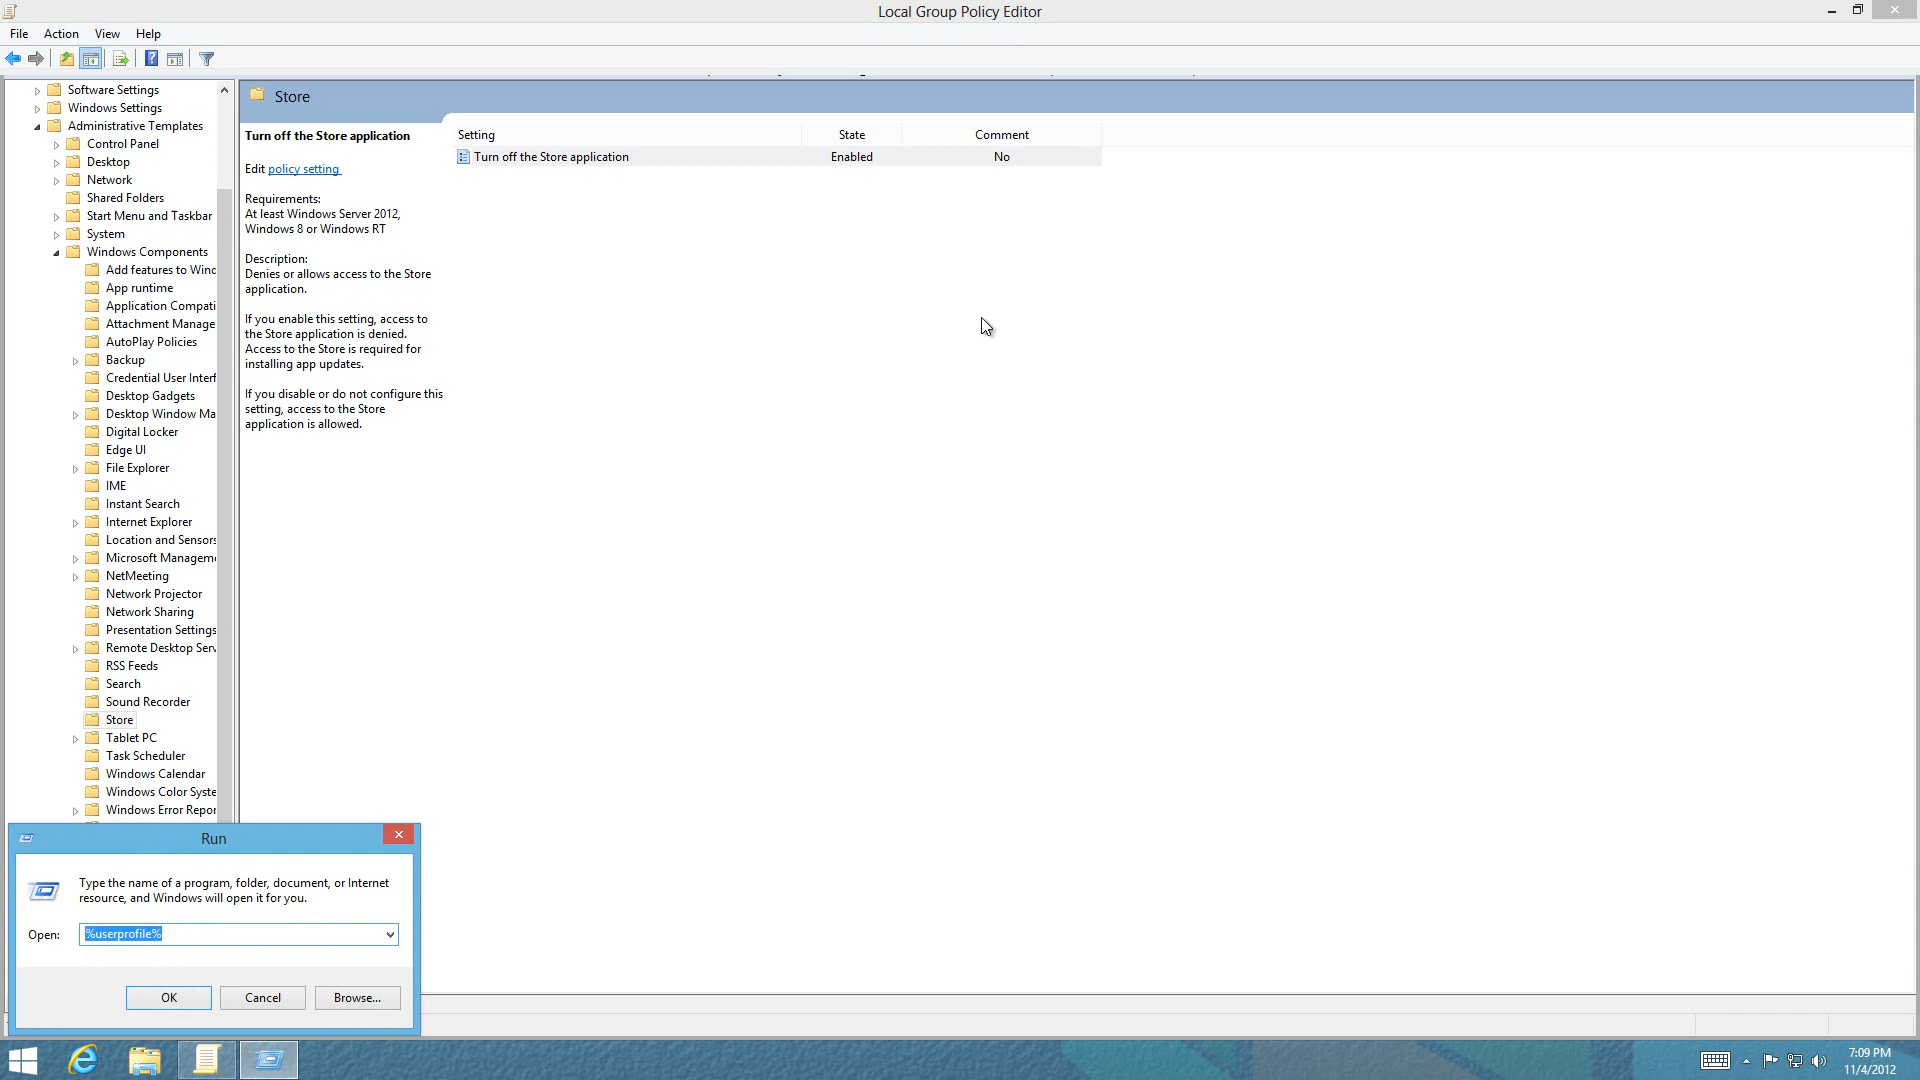 Local Group Policy Editor
File Action View Help
Software Settings
Windows Settings
Administrative Templates
Control Panel
Desktop
Network
Shared Folders
Start Menu and Taskbar
System
Windows Components
Add features to Wind
App runtime
Application Compati
Attachment Manage
AutoPlay Policies
Backup
Credential User Interf
Desktop Gadgets
Desktop Window Ma
Digital Locker
Edge UI
File Explorer
IME
Instant Search
Internet Explorer
Location and Sensors
Microsoft Manageme
NetMeeting
Network Projector
Network Sharing
Presentation Settings
Remote Desktop Serv
RSS Feeds
Search
Sound Recorder
Store
Tablet PC
Task Scheduler
Windows Calendar
Windows Color Syste
Windows Error Repor
Store
Turn off the Store application
Edit policy setting
Requirements:
At least Windows Server 2012,
Windows 8 or Windows RT
Description:
Denies or allows access to the Store
application.
If you enable this setting, access to
the Store application is denied.
Access to the Store is required for
installing app updates.
If you disable or do not configure this
setting, access to the Store
application is allowed.
Setting State Comment
Turn off the Store application Enabled No
Run
Type the name of a program, folder, document, or Internet
resource, and Windows will open it for you.
Open: %userprofile%
OK Cancel Browse...
7:09 PM
11/4/2012